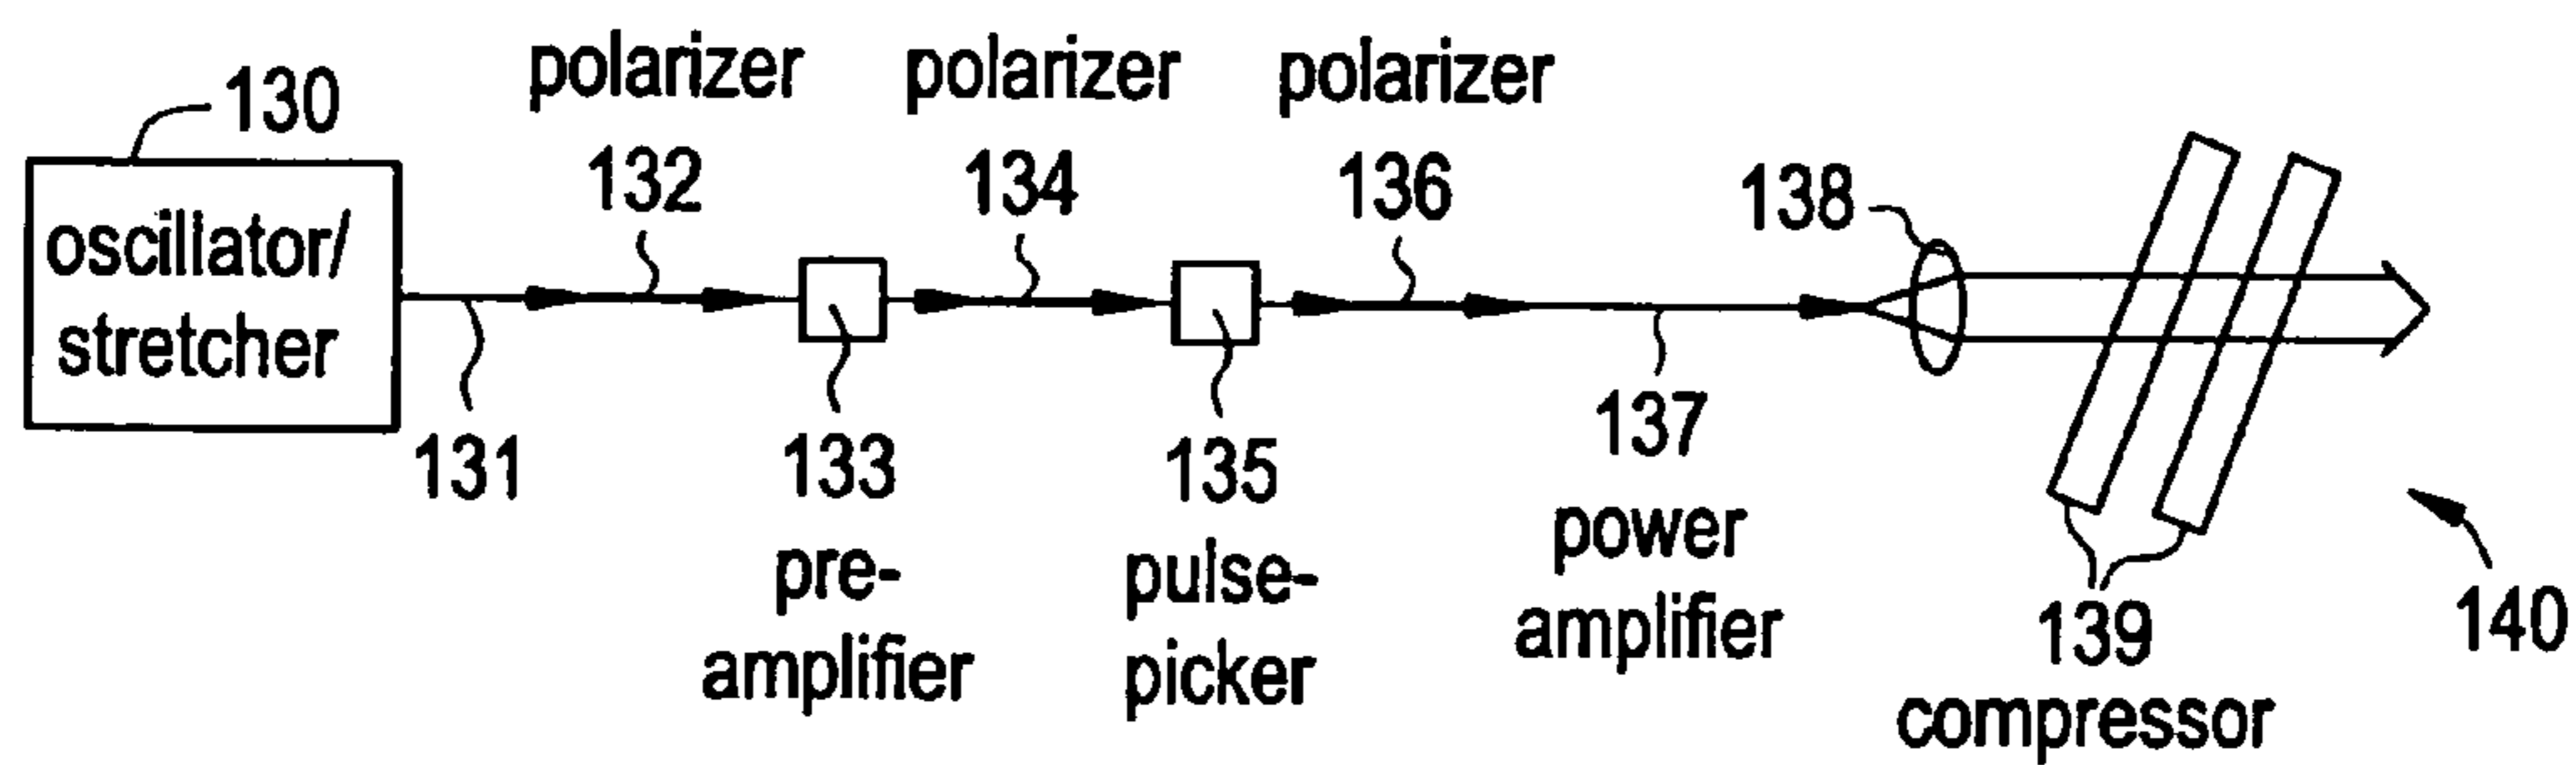 130
oscillator/
stretcher
131
polarizer
132
133
pre-
amplifier
polarizer
134
135
pulse-
picker
polarizer
136
137
power
amplifier
138
139
compressor
140